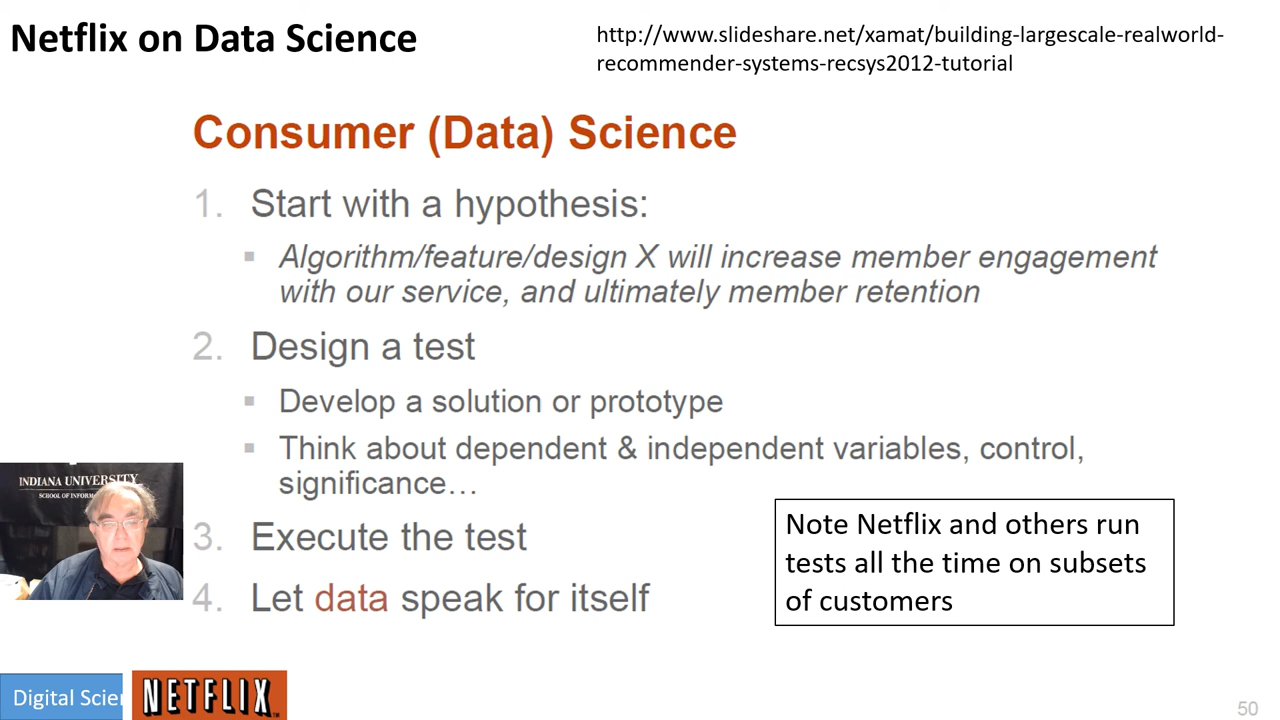 Netflix on Data Science
http://www.slideshare.net/xamat/building-largescale-realworld-
recommender-systems-recsys2012-tutorial
Consumer (Data) Science
1. Start with a hypothesis:
▪ Algorithm/feature/design X will increase member engagement
with our service, and ultimately member retention
2. Design a test
▪ Develop a solution or prototype
▪ Think about dependent & independent variables, control,
significance…
INDIANA UNIVERSITY
SCHOOL OF INFORM
3. Execute the test
4. Let data speak for itself
Note Netflix and others run
tests all the time on subsets
of customers
Digital Scien
NETFLIX
50